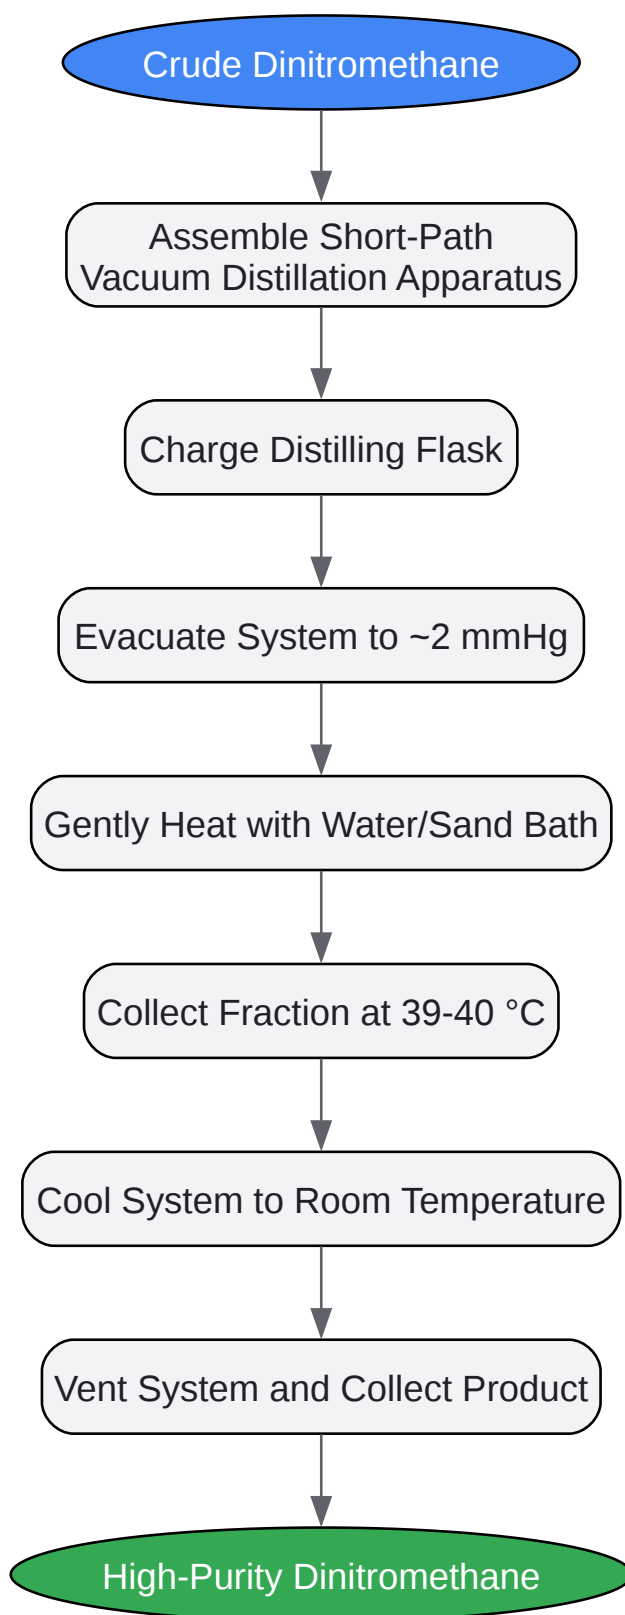 Crude Dinitromethane
Assemble Short-Path
Vacuum Distillation Apparatus
Charge Distilling Flask
Evacuate System to ~2 mmHg
Gently Heat with Water/Sand Bath
Collect Fraction at 39-40 °C
Cool System to Room Temperature
Vent System and Collect Product
High-Purity Dinitromethane